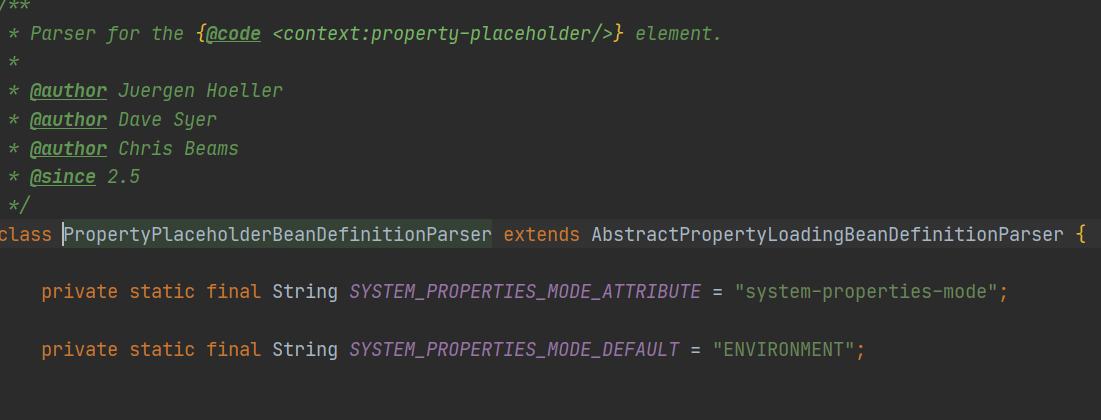 /**
* Parser for the {@code <context:property-placeholder/>} element.
*
* @author Juergen Hoeller
* @author Dave Syer
* @author Chris Beams
* @since 2.5
*/
class PropertyPlaceholderBeanDefinitionParser extends AbstractPropertyLoadingBeanDefinitionParser {
private static final String SYSTEM_PROPERTIES_MODE_ATTRIBUTE = "system-properties-mode";
private static final String SYSTEM_PROPERTIES_MODE_DEFAULT = "ENVIRONMENT";